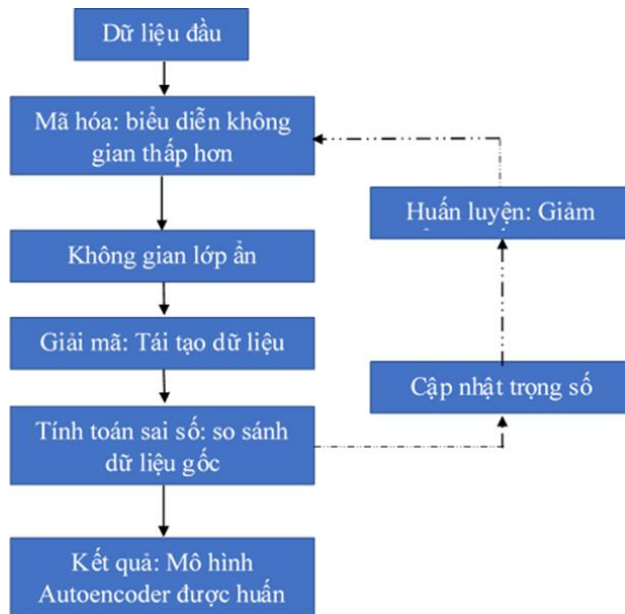 Dữ liệu đầu
Mã hóa: biểu diễn không
gian thấp hơn
Không gian lớp ẩn
Giải mã: Tái tạo dữ liệu
Tính toán sai số: so sánh
dữ liệu gốc
Kết quả: Mô hình
Autoencoder được huấn
Huấn luyện: Giảm
Cập nhật trọng số